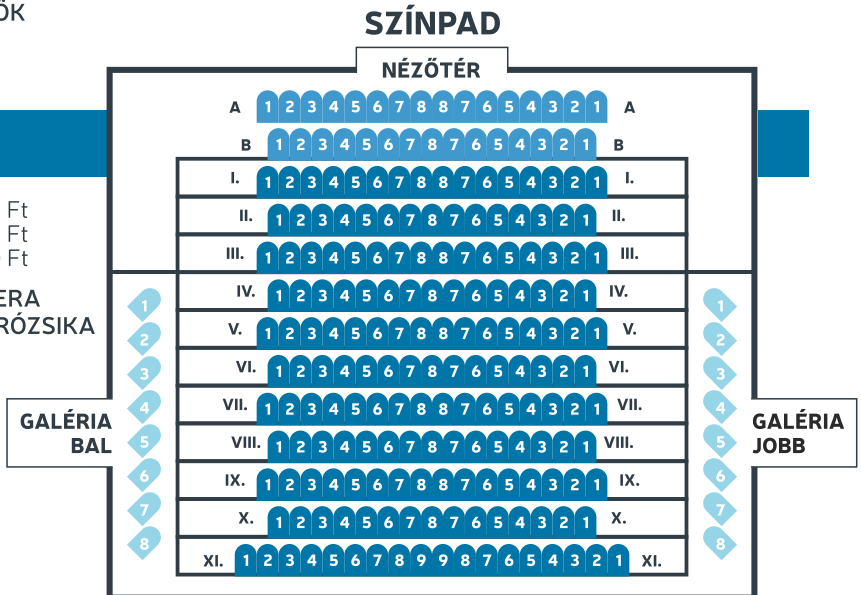 ŐK
SZÍNPAD
NÉZŐTÉR
A 1 2 3 4 5 6 7 8 8 7 6 5 4 3 2 1 A
B 1 2 3 4 5 6 7 8 7 6 5 4 3 2 1 B
I. 1 2 3 4 5 6 7 8 8 7 6 5 4 3 2 1 I.
Ft
II. 1 2 3 4 5 6 7 8 7 6 5 4 3 2 1 II.
Ft
III. 1 2 3 4 5 6 7 8 8 7 6 5 4 3 2 1 III.
Ft
IV. 1 2 3 4 5 6 7 8 7 6 5 4 3 2 1 IV.
ERA
1 1
RÓZSIKA
V. 1 2 3 4 5 6 7 8 8 7 6 5 4 3 2 1 V.
2 2
VI. 1 2 3 4 5 6 7 8 7 6 5 4 3 2 1 VI.
3 3
VII. 1 2 3 4 5 6 7 8 8 7 6 5 4 3 2 1 VII.
4 4
GALÉRIA
BAL
GALÉRIA
JOBB
VIII. 1 2 3 4 5 6 7 8 7 6 5 4 3 2 1 VIII.
5 5
IX. 1 2 3 4 5 6 7 8 8 7 6 5 4 3 2 1 IX.
6 6
X. 1 2 3 4 5 6 7 8 7 6 5 4 3 2 1 X.
7 7
8 8
XI. 1 2 3 4 5 6 7 8 9 9 8 7 6 5 4 3 2 1 XI.